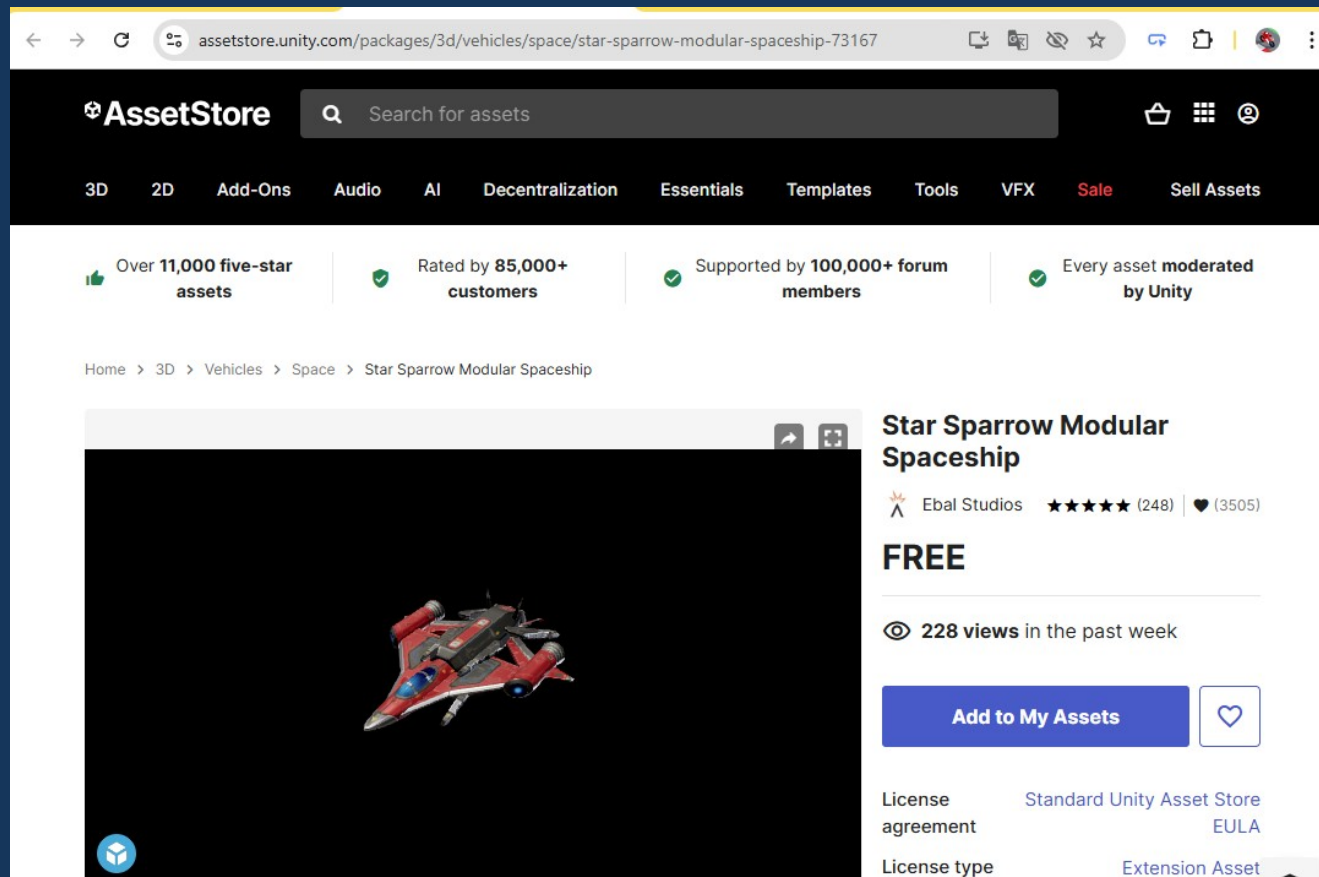 assetstore.unity.com/packages/3d/vehicles/space/star-sparrow-modular-spaceship-73167
AssetStore
Search for assets
3D 2D Add-Ons Audio AI Decentralization Essentials Templates Tools VFX Sale Sell Assets
Over 11,000 five-star
assets
Rated by 85,000+
customers
Supported by 100,000+ forum
members
Every asset moderated
by Unity
Home > 3D > Vehicles > Space > Star Sparrow Modular Spaceship
Star Sparrow Modular
Spaceship
Ebal Studios ★★★★★ (248) | ♥ (3505)
FREE
228 views in the past week
Add to My Assets
License
agreement
Standard Unity Asset Store
EULA
License type Extension Asset